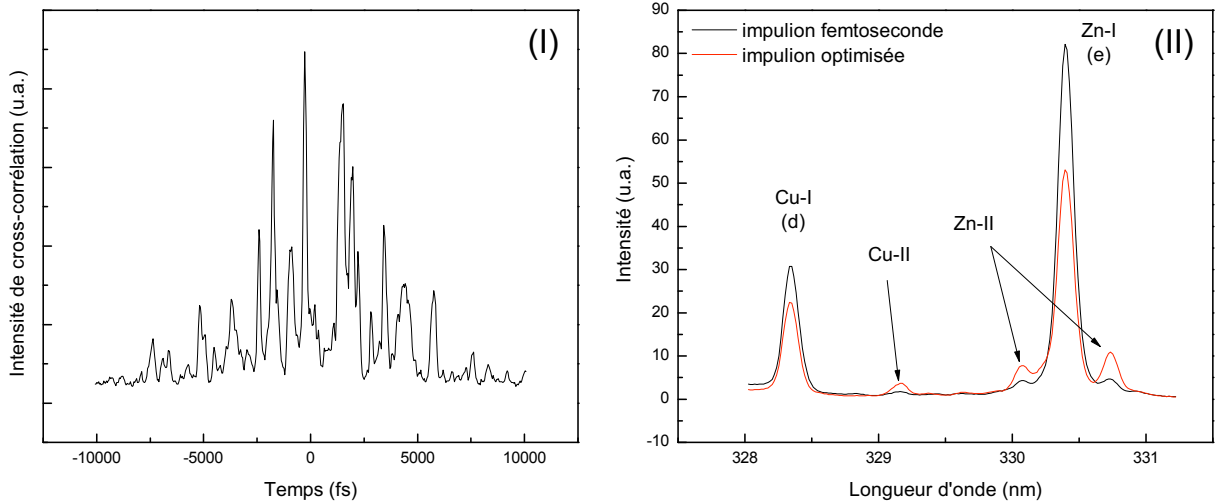 (I)
Intensité de cross-corrélation (u.a.)
-10000
-5000
0
5000
10000
Temps (fs)
(II)
impulion femtoseconde
impulion optimisée
Zn-I
(e)
Cu-I
(d)
Cu-II
Zn-II
Intensité (u.a.)
90
80
70
60
50
40
30
20
10
0
-10
328
329
330
331
Longueur d'onde (nm)